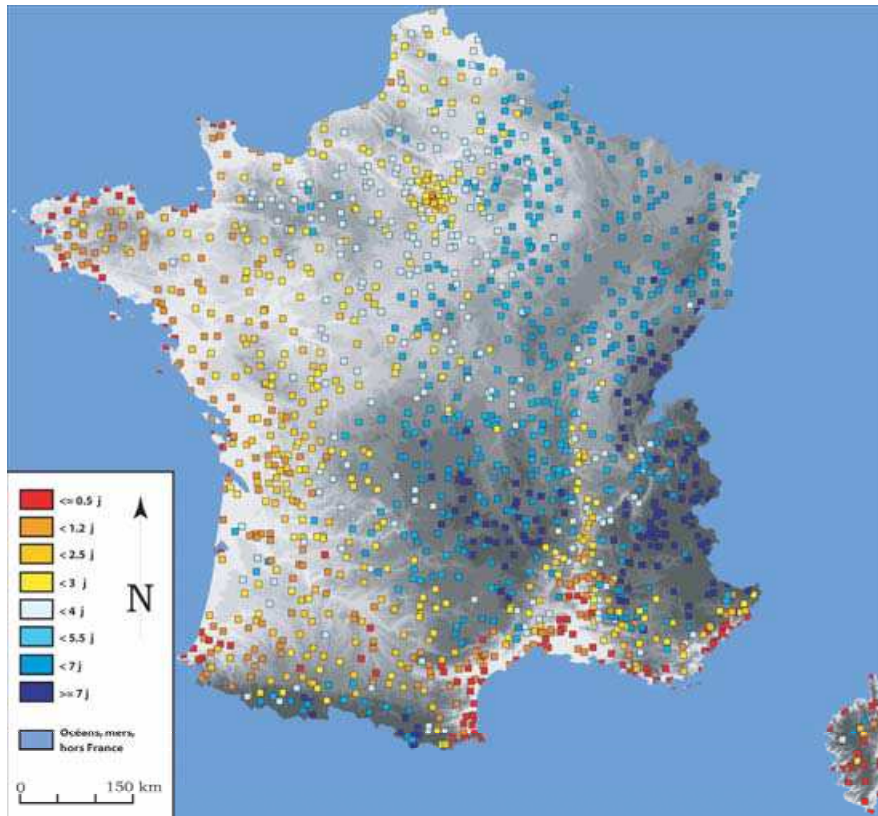 <= 0.5 j
< 1.2 j
< 2.5 j
< 3 j
< 4 j
< 5.5 j
< 7 j
>= 7 j
N
Océans, mers,
hors France
0 150 km